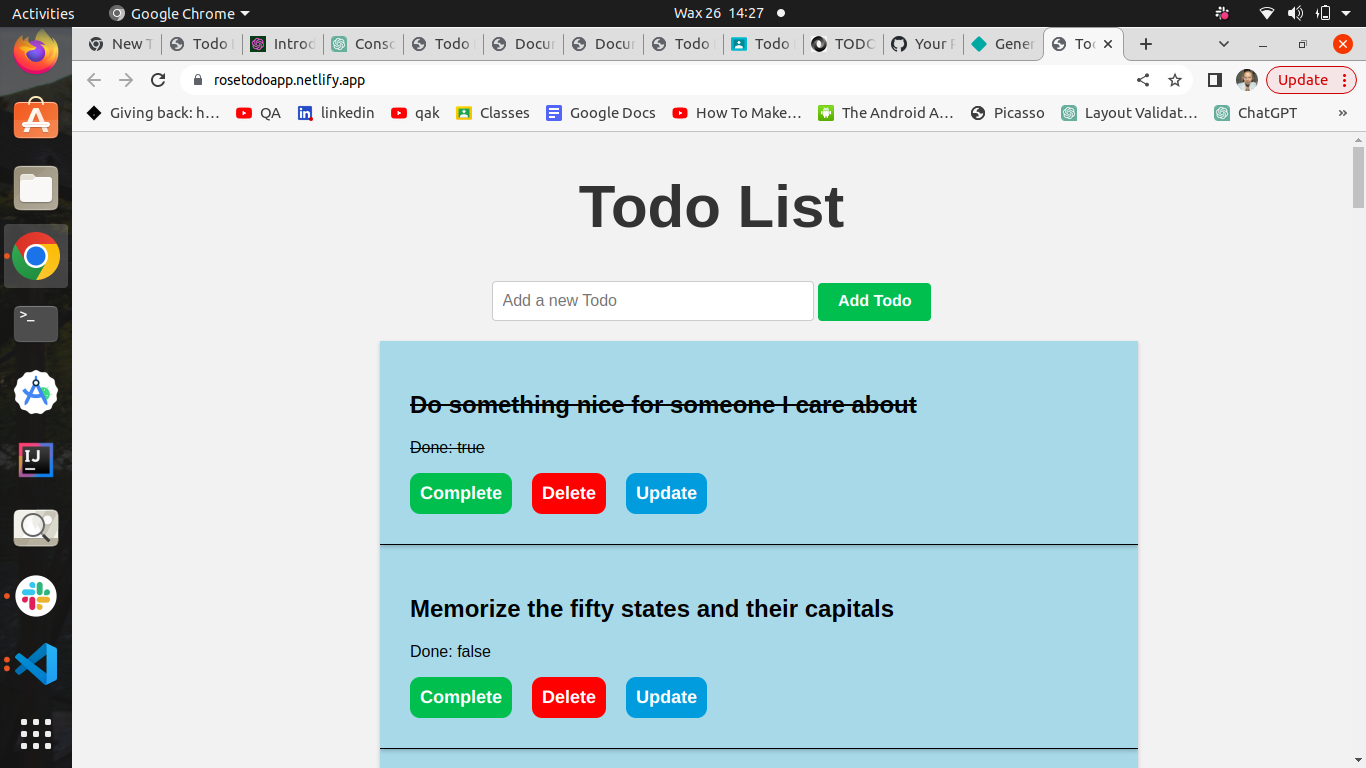 Activities Google Chrome Wax 26 14:27
New T Todo Introd Conso Todo Docur Docur Todo Todo TODO Your R Gener Too
rosetodoapp.netlify.app Update
Giving back: h… QA linkedin qak Classes Google Docs How To Make… The Android A… Picasso Layout Validat… ChatGPT »
Todo List
Add a new Todo Add Todo
Do something nice for someone I care about
Done: true
Complete Delete Update
Memorize the fifty states and their capitals
Done: false
Complete Delete Update